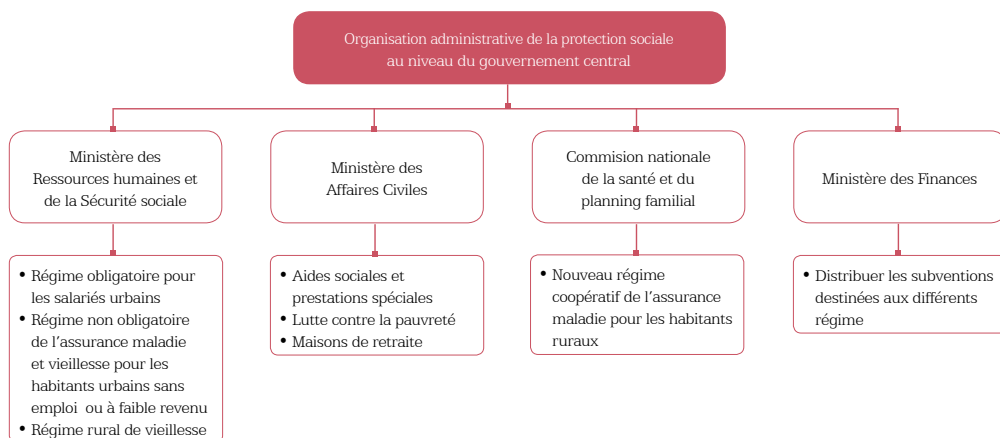 Organisation administrative de la protection sociale
au niveau du gouvernement central
Ministère des
Ressources humaines et
de la Sécurité sociale
Ministère des
Affaires Civiles
Commision nationale
de la santé et du
planning familial
Ministère des Finances
• Régime obligatoire pour
les salariés urbains
• Régime non obligatoire
de l'assurance maladie
et vieillesse pour les
habitants urbains sans
emploi ou à faible revenu
• Régime rural de vieillesse
• Aides sociales et
prestations spéciales
• Lutte contre la pauvreté
• Maisons de retraite
• Nouveau régime
coopératif de l'assurance
maladie pour les habitants
ruraux
• Distribuer les subventions
destinées aux différents
régime